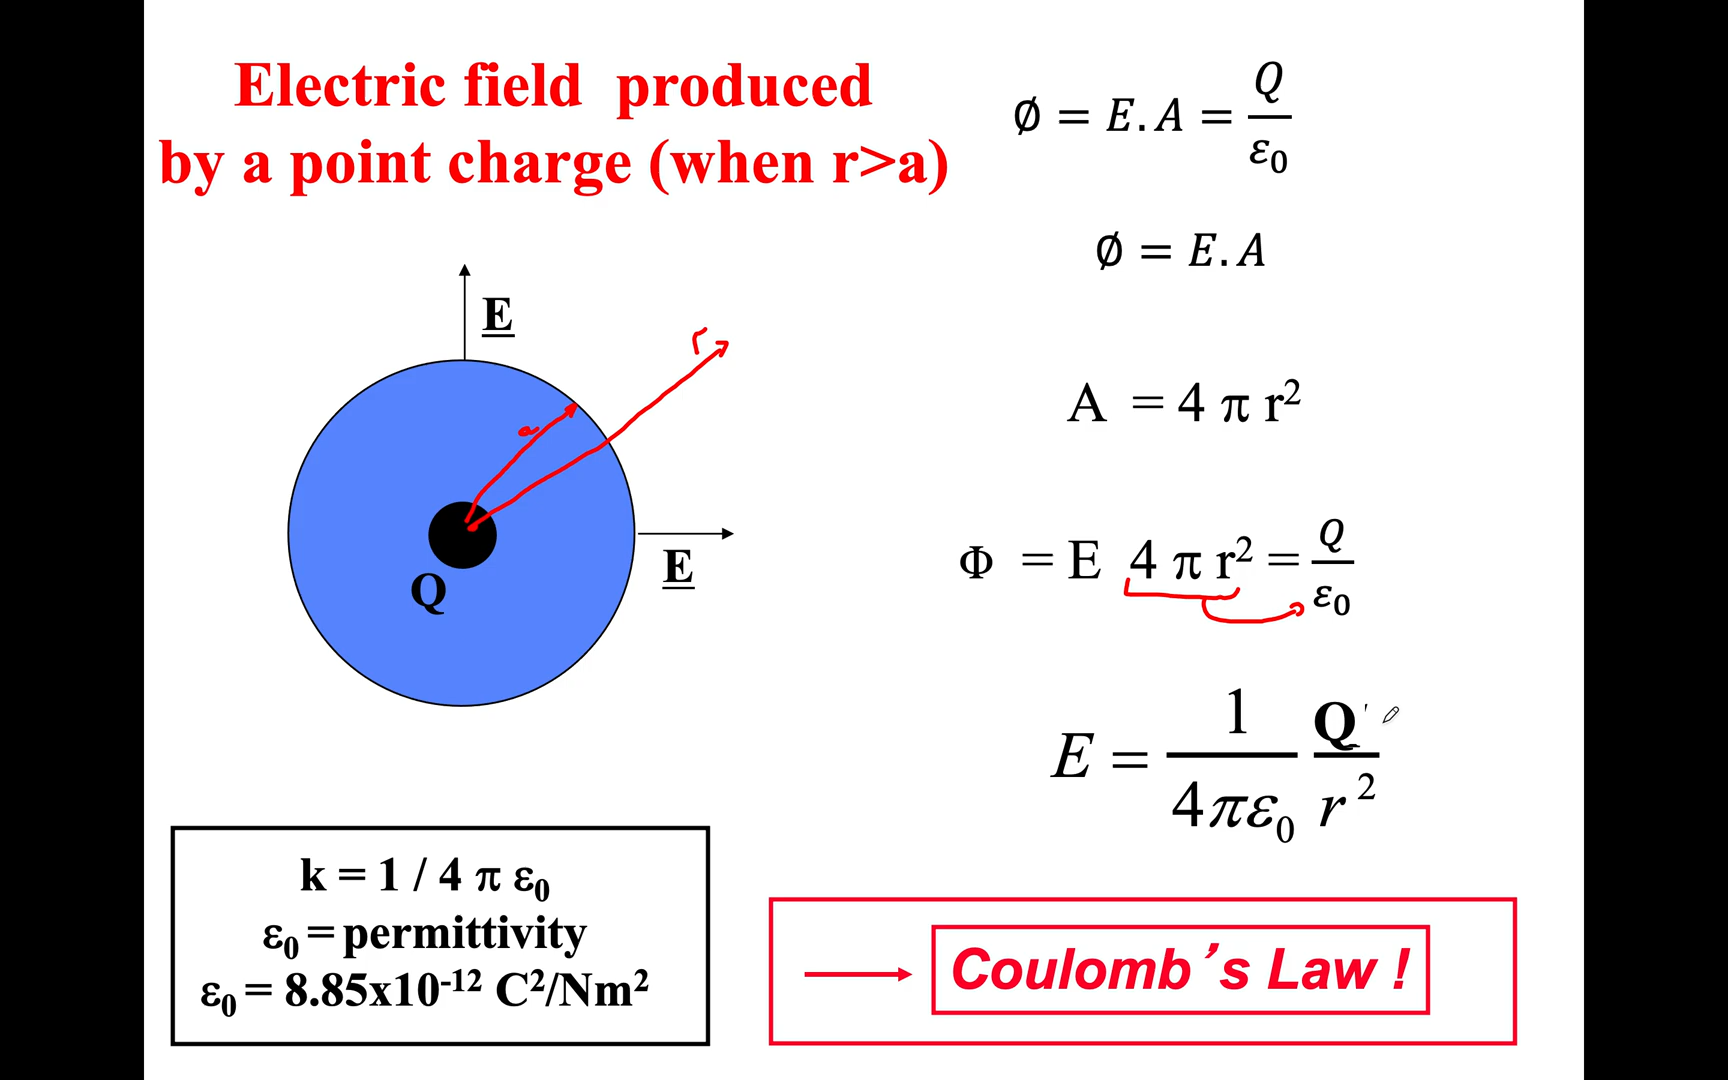 Electric field produced
by a point charge (when r>a)
∅ = E.A = Q/ε₀
∅ = E.A
E
r
a
A = 4 π r²
Φ = E 4 π r² = Q/ε₀
E
Q
E = 1/4πε₀ Q/r²
k = 1 / 4 π ε₀
ε₀ = permittivity
ε₀ = 8.85x10⁻¹² C²/Nm²
Coulomb's Law !